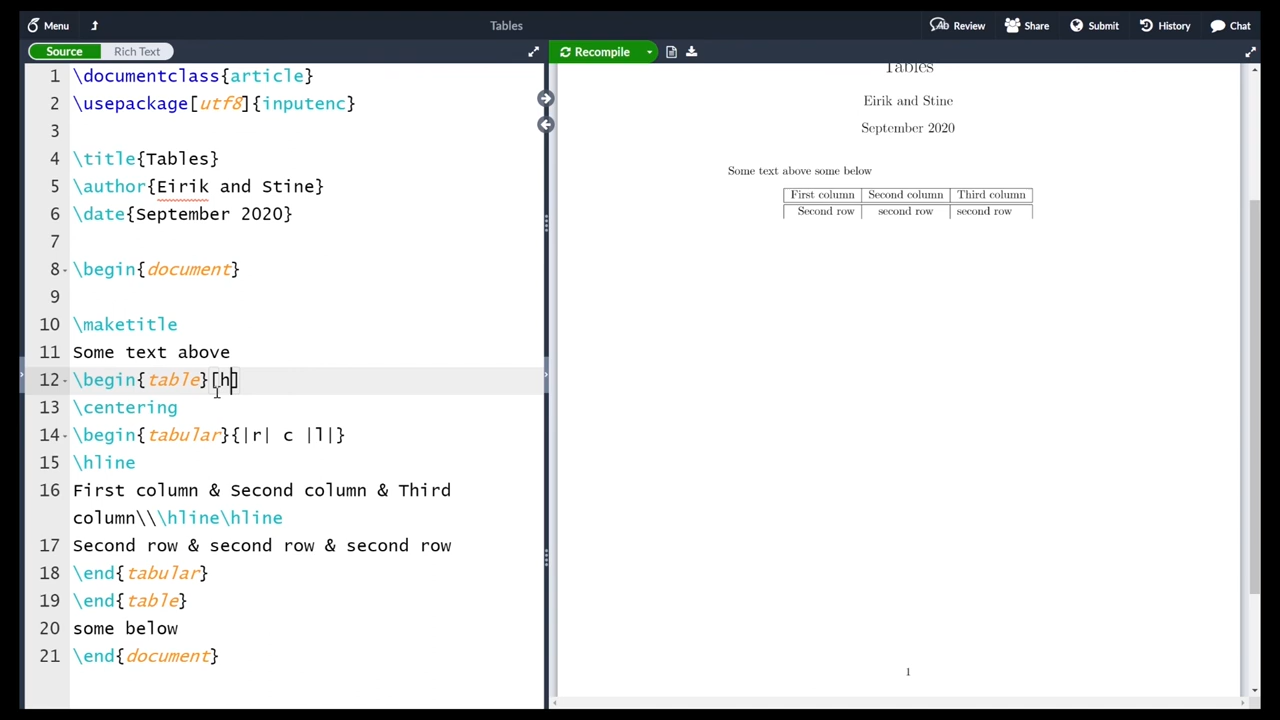 Menu
Tables
Review
Share
Submit
History
Chat
Source
Rich Text
Recompile
1 \documentclass{article}
2 \usepackage[utf8]{inputenc}
3
4 \title{Tables}
5 \author{Eirik and Stine}
6 \date{September 2020}
7
8 \begin{document}
9
10 \maketitle
11 Some text above
12 \begin{table}[h]
13 \centering
14 \begin{tabular}{|r| c |l|}
15 \hline
16 First column & Second column & Third
column\\\hline\hline
17 Second row & second row & second row
18 \end{tabular}
19 \end{table}
20 some below
21 \end{document}
Tables
Eirik and Stine
September 2020
Some text above some below
First column Second column Third column
Second row second row second row
1